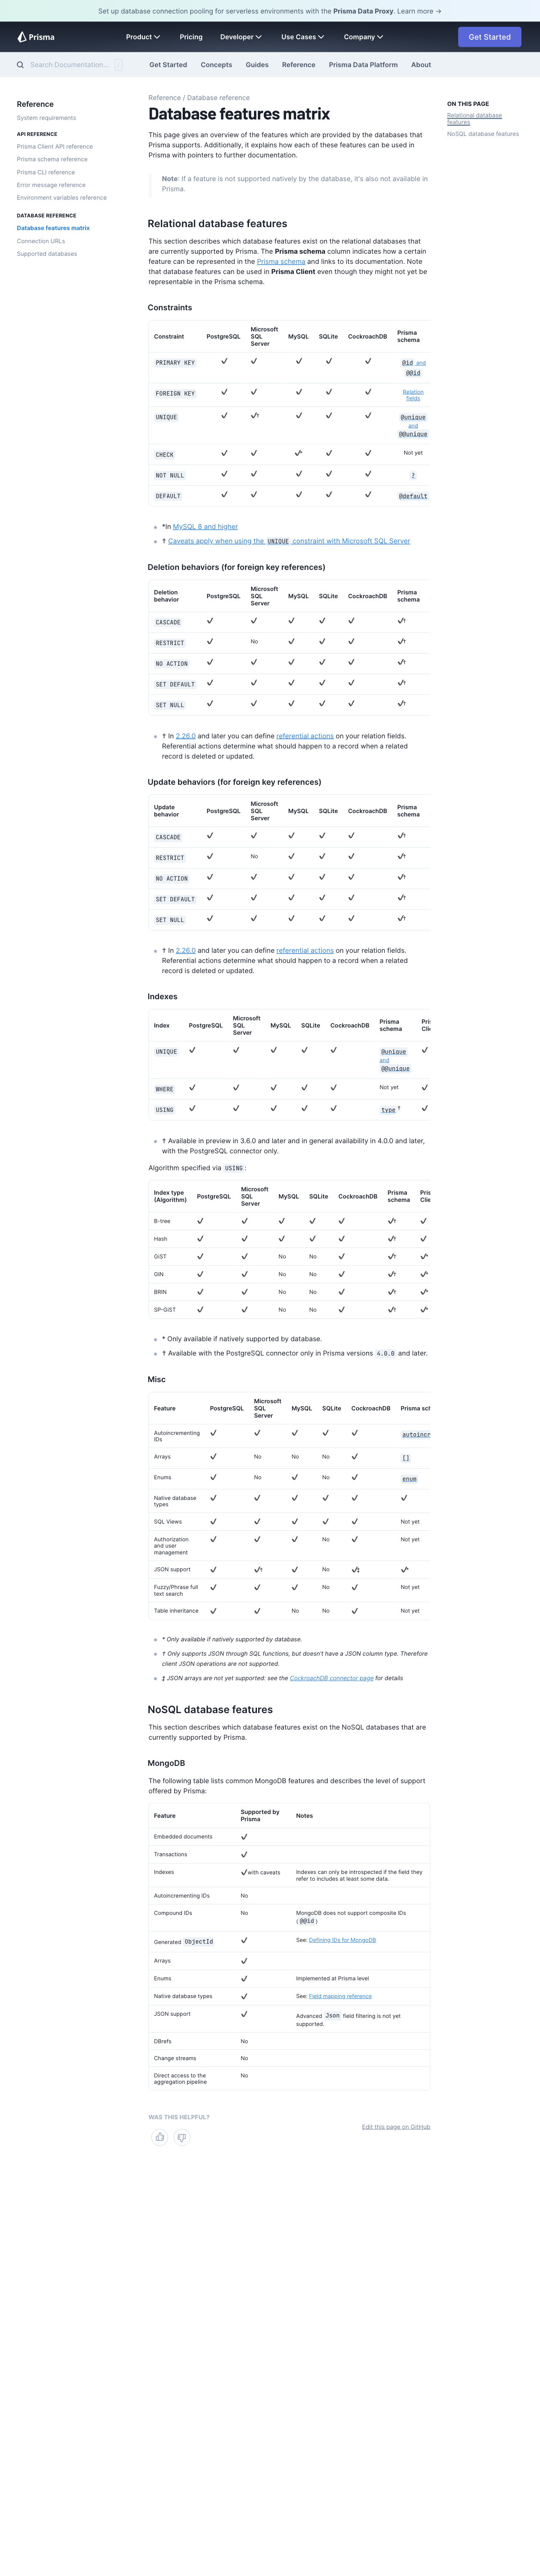 Set up database connection pooling for serverless environments with the Prisma Data Proxy. Learn more →
Prisma
Product
Pricing
Developer
Use Cases
Company
Get Started
Search Documentation... /
Get Started
Concepts
Guides
Reference
Prisma Data Platform
About
Reference
System requirements
API REFERENCE
Prisma Client API reference
Prisma schema reference
Prisma CLI reference
Error message reference
Environment variables reference
DATABASE REFERENCE
Database features matrix
Connection URLs
Supported databases
ON THIS PAGE
Relational database
features
NoSQL database features
Reference / Database reference
Database features matrix
This page gives an overview of the features which are provided by the databases that
Prisma supports. Additionally, it explains how each of these features can be used in
Prisma with pointers to further documentation.
Note: If a feature is not supported natively by the database, it's also not available in
Prisma.
Relational database features
This section describes which database features exist on the relational databases that
are currently supported by Prisma. The Prisma schema column indicates how a certain
feature can be represented in the Prisma schema and links to its documentation. Note
that database features can be used in Prisma Client even though they might not yet be
representable in the Prisma schema.
Constraints
Constraint PostgreSQL Microsoft SQL Server MySQL SQLite CockroachDB Prisma schema
PRIMARY KEY ✔ ✔ ✔ ✔ ✔ @id and @@id
FOREIGN KEY ✔ ✔ ✔ ✔ ✔ Relation fields
UNIQUE ✔ ✔† ✔ ✔ ✔ @unique and @@unique
CHECK ✔ ✔ ✔* ✔ ✔ Not yet
NOT NULL ✔ ✔ ✔ ✔ ✔ ?
DEFAULT ✔ ✔ ✔ ✔ ✔ @default
*In MySQL 8 and higher
† Caveats apply when using the UNIQUE constraint with Microsoft SQL Server
Deletion behaviors (for foreign key references)
Deletion behavior PostgreSQL Microsoft SQL Server MySQL SQLite CockroachDB Prisma schema
CASCADE ✔ ✔ ✔ ✔ ✔ ✔†
RESTRICT ✔ No ✔ ✔ ✔ ✔†
NO ACTION ✔ ✔ ✔ ✔ ✔ ✔†
SET DEFAULT ✔ ✔ ✔ ✔ ✔ ✔†
SET NULL ✔ ✔ ✔ ✔ ✔ ✔†
† In 2.26.0 and later you can define referential actions on your relation fields.
Referential actions determine what should happen to a record when a related
record is deleted or updated.
Update behaviors (for foreign key references)
Update behavior PostgreSQL Microsoft SQL Server MySQL SQLite CockroachDB Prisma schema
CASCADE ✔ ✔ ✔ ✔ ✔ ✔†
RESTRICT ✔ No ✔ ✔ ✔ ✔†
NO ACTION ✔ ✔ ✔ ✔ ✔ ✔†
SET DEFAULT ✔ ✔ ✔ ✔ ✔ ✔†
SET NULL ✔ ✔ ✔ ✔ ✔ ✔†
† In 2.26.0 and later you can define referential actions on your relation fields.
Referential actions determine what should happen to a record when a related
record is deleted or updated.
Indexes
Index PostgreSQL Microsoft SQL Server MySQL SQLite CockroachDB Prisma schema Pris Clie
UNIQUE ✔ ✔ ✔ ✔ ✔ @unique and @@unique ✔
WHERE ✔ ✔ ✔ ✔ ✔ Not yet ✔
USING ✔ ✔ ✔ ✔ ✔ type † ✔
† Available in preview in 3.6.0 and later and in general availability in 4.0.0 and later,
with the PostgreSQL connector only.
Algorithm specified via USING:
Index type (Algorithm) PostgreSQL Microsoft SQL Server MySQL SQLite CockroachDB Prisma schema Pris Clie
B-tree ✔ ✔ ✔ ✔ ✔ ✔† ✔
Hash ✔ ✔ ✔ ✔ ✔ ✔† ✔
GiST ✔ ✔ No No ✔ ✔† ✔*
GIN ✔ ✔ No No ✔ ✔† ✔*
BRIN ✔ ✔ No No ✔ ✔† ✔*
SP-GiST ✔ ✔ No No ✔ ✔† ✔*
* Only available if natively supported by database.
† Available with the PostgreSQL connector only in Prisma versions 4.0.0 and later.
Misc
Feature PostgreSQL Microsoft SQL Server MySQL SQLite CockroachDB Prisma sch
Autoincrementing IDs ✔ ✔ ✔ ✔ ✔ autoincr
Arrays ✔ No No No ✔ []
Enums ✔ No ✔ No ✔ enum
Native database types ✔ ✔ ✔ ✔ ✔ ✔
SQL Views ✔ ✔ ✔ ✔ ✔ Not yet
Authorization and user management ✔ ✔ ✔ No ✔ Not yet
JSON support ✔ ✔† ✔ No ✔‡ ✔*
Fuzzy/Phrase full text search ✔ ✔ ✔ No ✔ Not yet
Table inheritance ✔ ✔ No No ✔ Not yet
* Only available if natively supported by database.
† Only supports JSON through SQL functions, but doesn't have a JSON column type. Therefore
client JSON operations are not supported.
‡ JSON arrays are not yet supported: see the CockroachDB connector page for details
NoSQL database features
This section describes which database features exist on the NoSQL databases that are
currently supported by Prisma.
MongoDB
The following table lists common MongoDB features and describes the level of support
offered by Prisma:
Feature Supported by Prisma Notes
Embedded documents ✔
Transactions ✔
Indexes ✔with caveats Indexes can only be introspected if the field they refer to includes at least some data.
Autoincrementing IDs No
Compound IDs No MongoDB does not support composite IDs (@@id)
Generated ObjectId ✔ See: Defining IDs for MongoDB
Arrays ✔
Enums ✔ Implemented at Prisma level
Native database types ✔ See: Field mapping reference
JSON support ✔ Advanced Json field filtering is not yet supported.
DBrefs No
Change streams No
Direct access to the aggregation pipeline No
WAS THIS HELPFUL?
Edit this page on GitHub